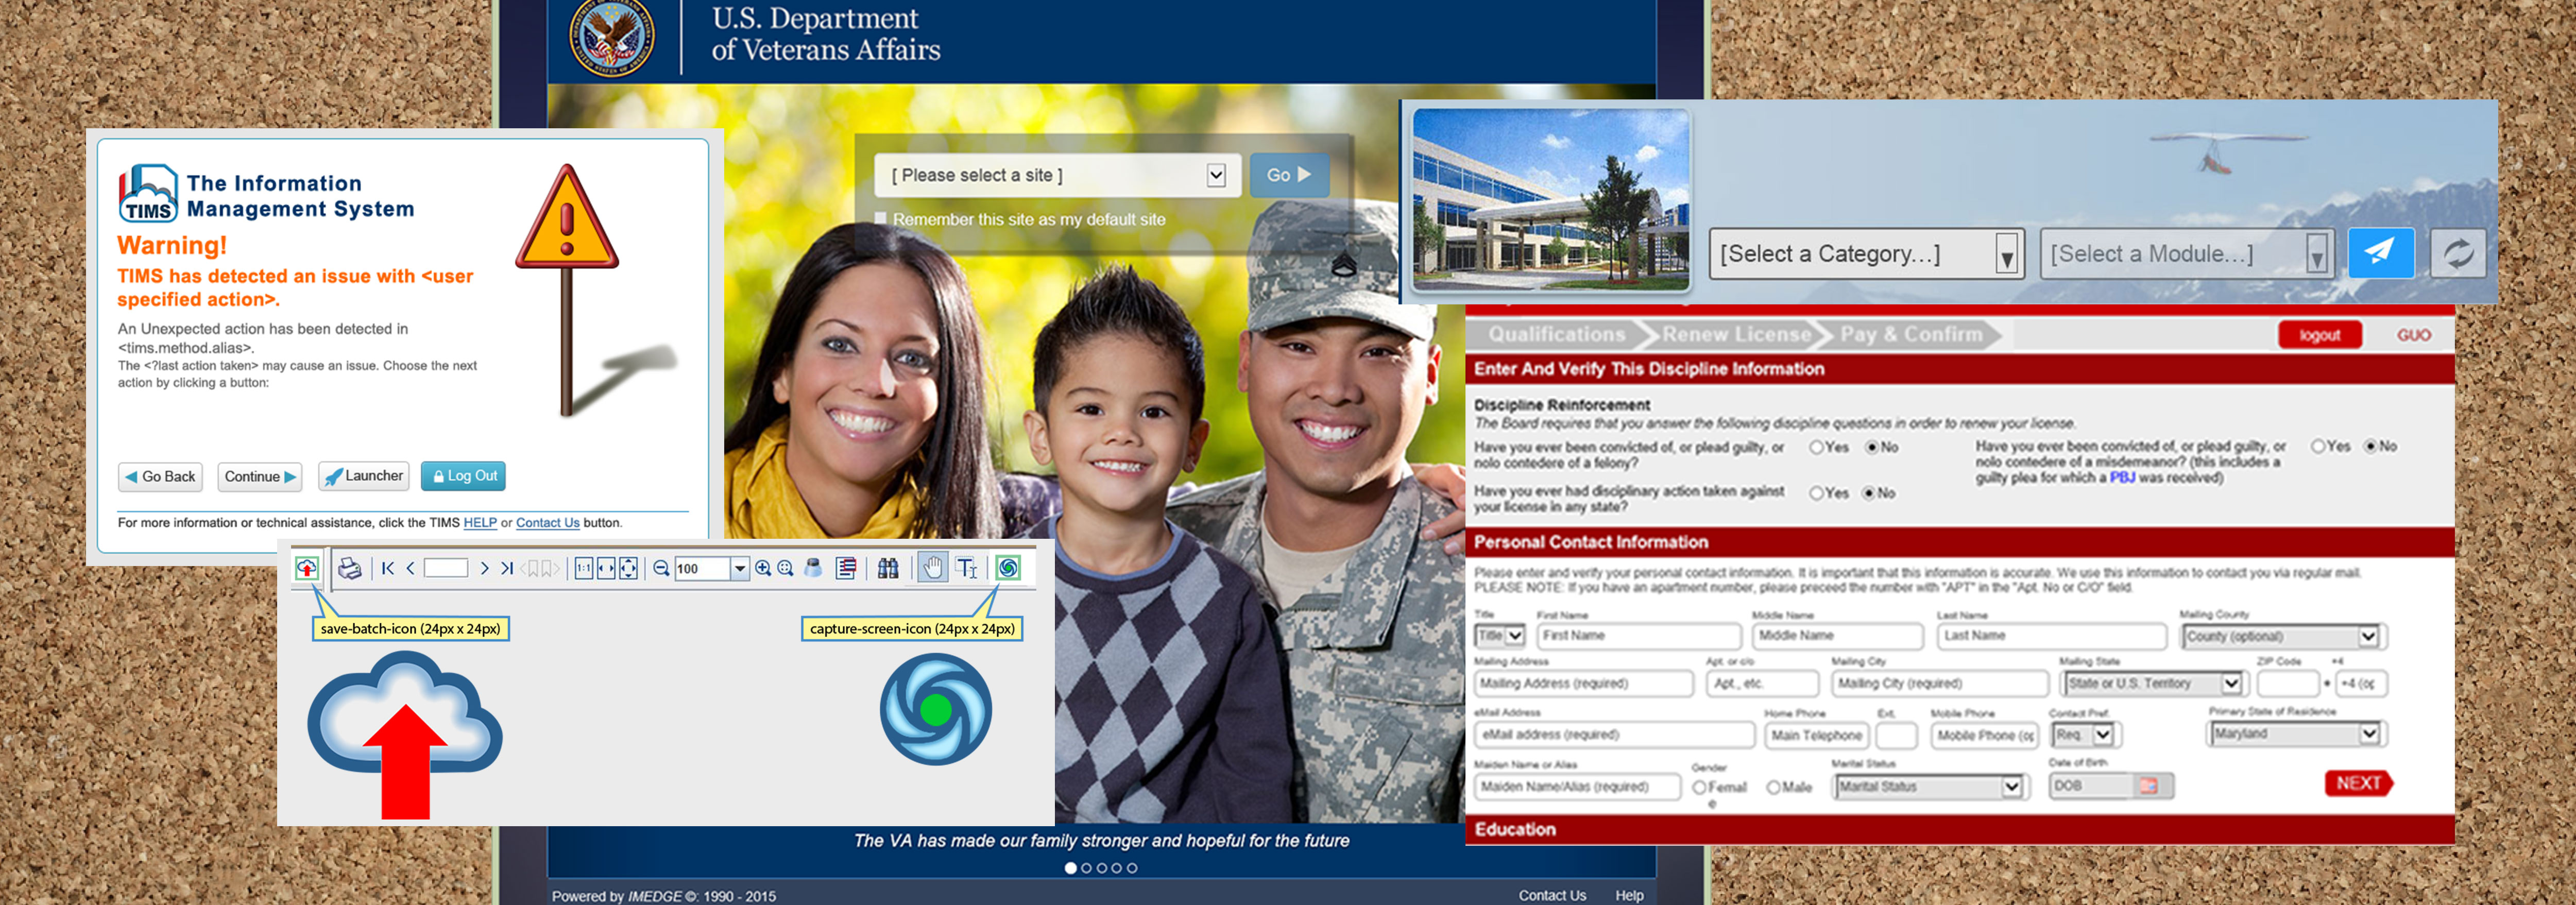 U.S. Department
of Veterans Affairs
[ Please select a site ]
Go
Remember this site as my default site
TIMS
The Information
Management System
Warning!
TIMS has detected an issue with <user
specified action>.
An Unexpected action has been detected in
<tims.method.alias>.
The <?last action taken> may cause an issue. Choose the next
action by clicking a button:
Go Back
Continue
Launcher
Log Out
For more information or technical assistance, click the TIMS HELP or Contact Us button.
[Select a Category...]
[Select a Module...]
Qualifications
Renew License
Pay & Confirm
logout
GUO
Enter And Verify This Discipline Information
Discipline Reinforcement
The Board requires that you answer the following discipline questions in order to renew your license.
Have you ever been convicted of, or plead guilty, or
nolo contedere of a felony?
Yes No
Have you ever been convicted of, or plead guilty, or
nolo contedere of a misdemeanor? (this includes a
guilty plea for which a PBJ was received)
Yes No
Have you ever had disciplinary action taken against
your license in any state?
Yes No
Personal Contact Information
Please enter and verify your personal contact information. It is important that this information is accurate. We use this information to contact you via regular mail.
PLEASE NOTE: If you have an apartment number, please preceed the number with "APT" in the "Apt. No or C/O" field.
Title First Name Middle Name Last Name Mailing County
Title First Name Middle Name Last Name County (optional)
Mailing Address Apt. or c/o Mailing City Mailing State ZIP Code +4
Mailing Address (required) Apt., etc. Mailing City (required) State or U.S. Territory +4 (op
eMail Address Home Phone Ext. Mobile Phone Contact Pref. Primary State of Residence
eMail address (required) Main Telephone Mobile Phone (op Req. Maryland
Maiden Name or Alias Gender Marital Status Date of Birth
Maiden Name/Alias (required) Femal
e Male Marital Status DOB
NEXT
Education
1:1
100
T
save-batch-icon (24px x 24px)
capture-screen-icon (24px x 24px)
The VA has made our family stronger and hopeful for the future
Powered by IMEDGE ©: 1990 - 2015
Contact Us Help